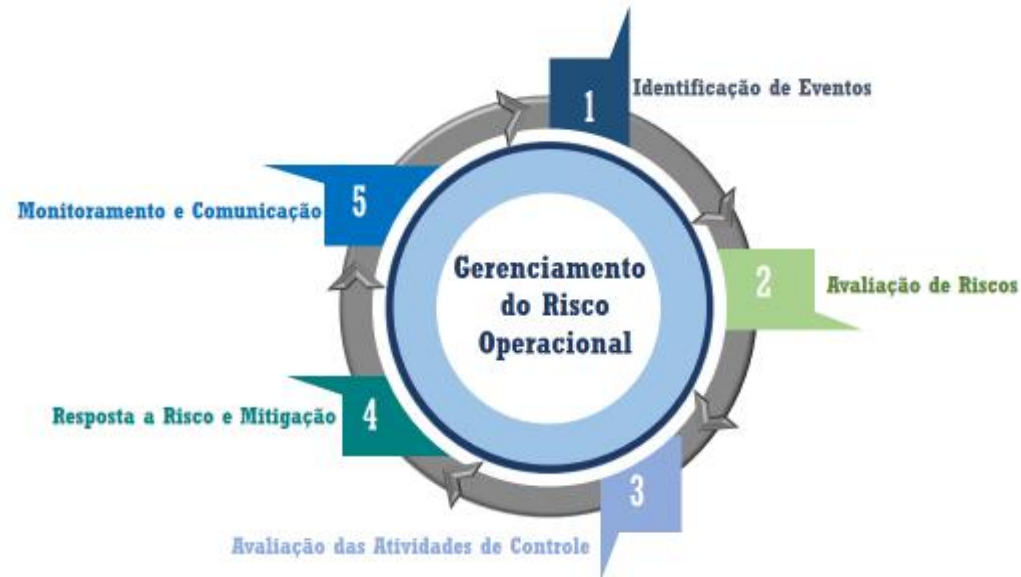 1
Identificação de Eventos
2
Avaliação de Riscos
3
Avaliação das Atividades de Controle
4
Resposta a Risco e Mitigação
5
Monitoramento e Comunicação
Gerenciamento
do Risco
Operacional